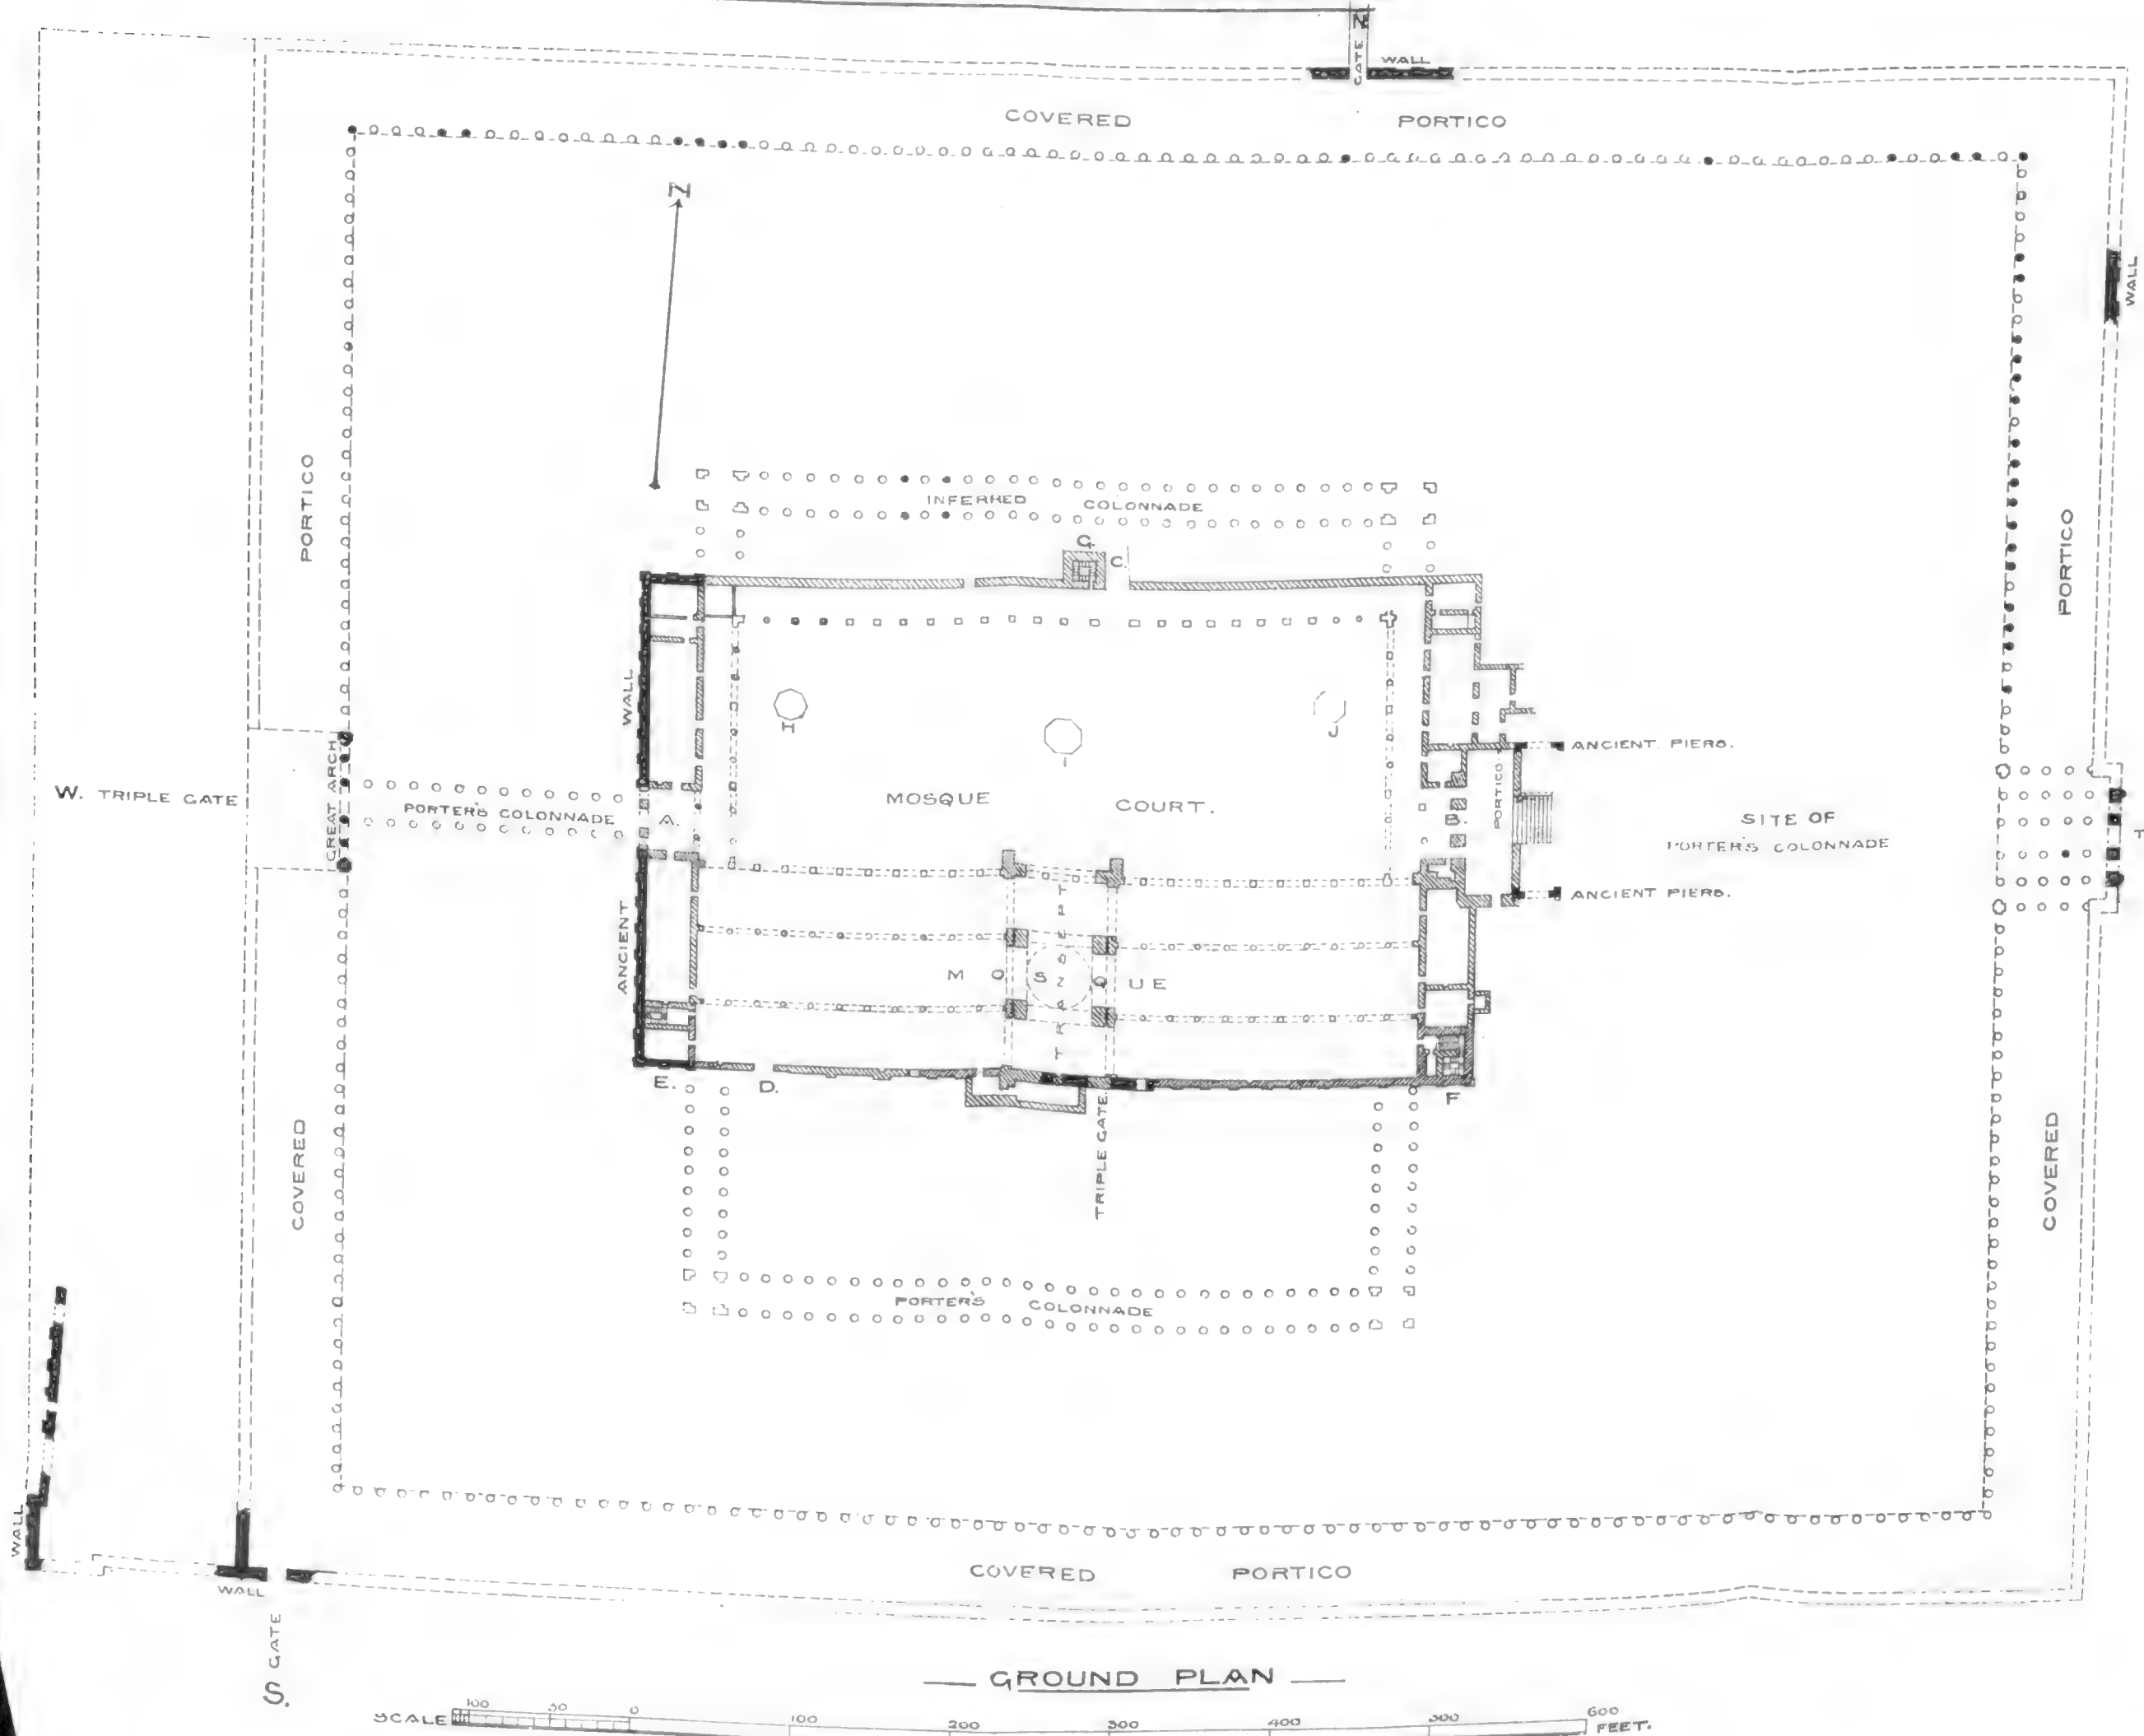 N.
GATE
WALL
COVERED PORTICO
N
WALL
PORTICO
INFERRED COLONNADE
PORTICO
G.
C.
WALL
H
J
ANCIENT PIERS.
GREAT ARCH
W. TRIPLE GATE
PORTER'S COLONNADE
A.
MOSQUE COURT.
B.
PORTICO
SITE OF
PORTER'S COLONNADE
T
ANCIENT
TRANSEPT
ANCIENT PIERS.
MOSQUE
E.
D.
F
TRIPLE GATE
COVERED
COVERED
PORTER'S COLONNADE
WALL
COVERED PORTICO
WALL
S. GATE
GROUND PLAN
SCALE 100 50 0 100 200 300 400 500 600 FEET.